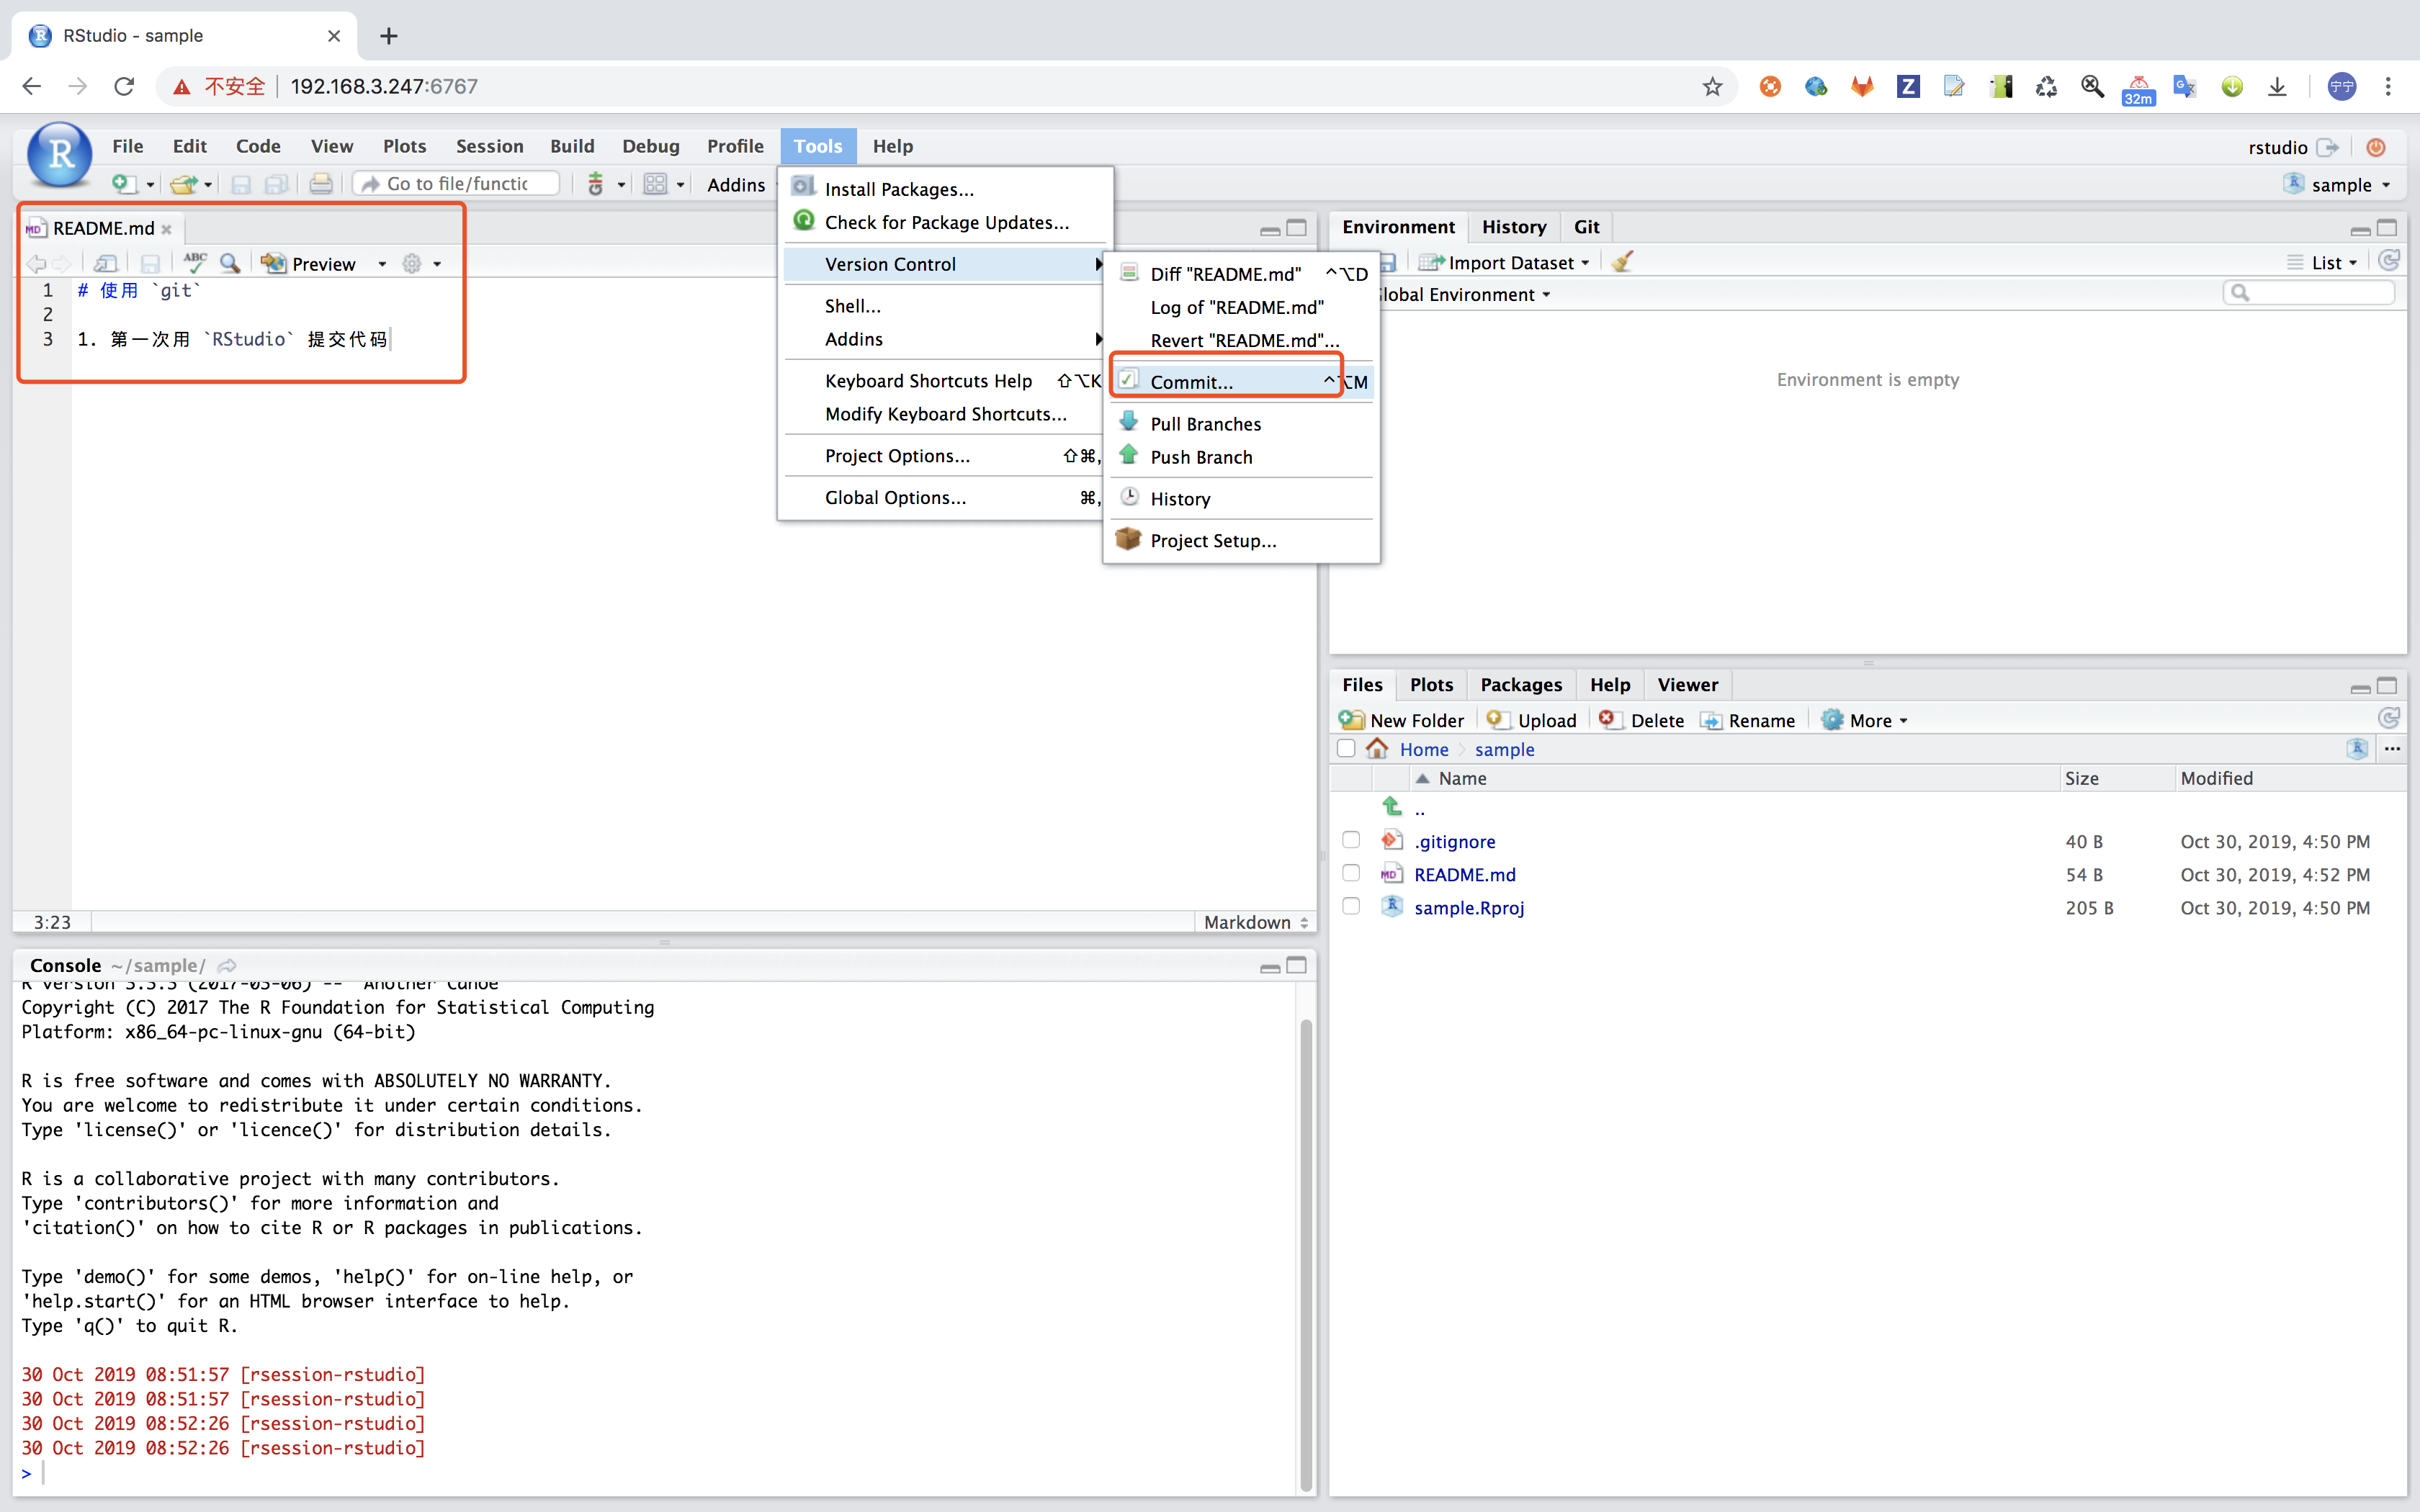 RStudio - sample
不安全 192.168.3.247:6767
32m
宁宁
File Edit Code View Plots Session Build Debug Profile Tools Help
rstudio
Go to file/functic
Addins
sample
README.md
ABC
Preview
1 # 使用 `git`
2
3 1. 第一次用 `RStudio` 提交代码
3:23
Markdown
Install Packages...
Check for Package Updates...
Version Control
Shell...
Addins
Keyboard Shortcuts Help ⇧⌥K
Modify Keyboard Shortcuts...
Project Options... ⇧⌘,
Global Options... ⌘,
Diff "README.md" ^⌥D
Log of "README.md"
Revert "README.md"...
Commit... ^⌥M
Pull Branches
Push Branch
History
Project Setup...
Environment History Git
Import Dataset
List
lobal Environment
Environment is empty
Files Plots Packages Help Viewer
New Folder Upload Delete Rename More
Home sample
Name Size Modified
..
.gitignore 40 B Oct 30, 2019, 4:50 PM
README.md 54 B Oct 30, 2019, 4:52 PM
sample.Rproj 205 B Oct 30, 2019, 4:50 PM
Console ~/sample/
R version 3.3.3 (2017-03-06) -- "Another Canoe"
Copyright (C) 2017 The R Foundation for Statistical Computing
Platform: x86_64-pc-linux-gnu (64-bit)
R is free software and comes with ABSOLUTELY NO WARRANTY.
You are welcome to redistribute it under certain conditions.
Type 'license()' or 'licence()' for distribution details.
R is a collaborative project with many contributors.
Type 'contributors()' for more information and
'citation()' on how to cite R or R packages in publications.
Type 'demo()' for some demos, 'help()' for on-line help, or
'help.start()' for an HTML browser interface to help.
Type 'q()' to quit R.
30 Oct 2019 08:51:57 [rsession-rstudio]
30 Oct 2019 08:51:57 [rsession-rstudio]
30 Oct 2019 08:52:26 [rsession-rstudio]
30 Oct 2019 08:52:26 [rsession-rstudio]
>